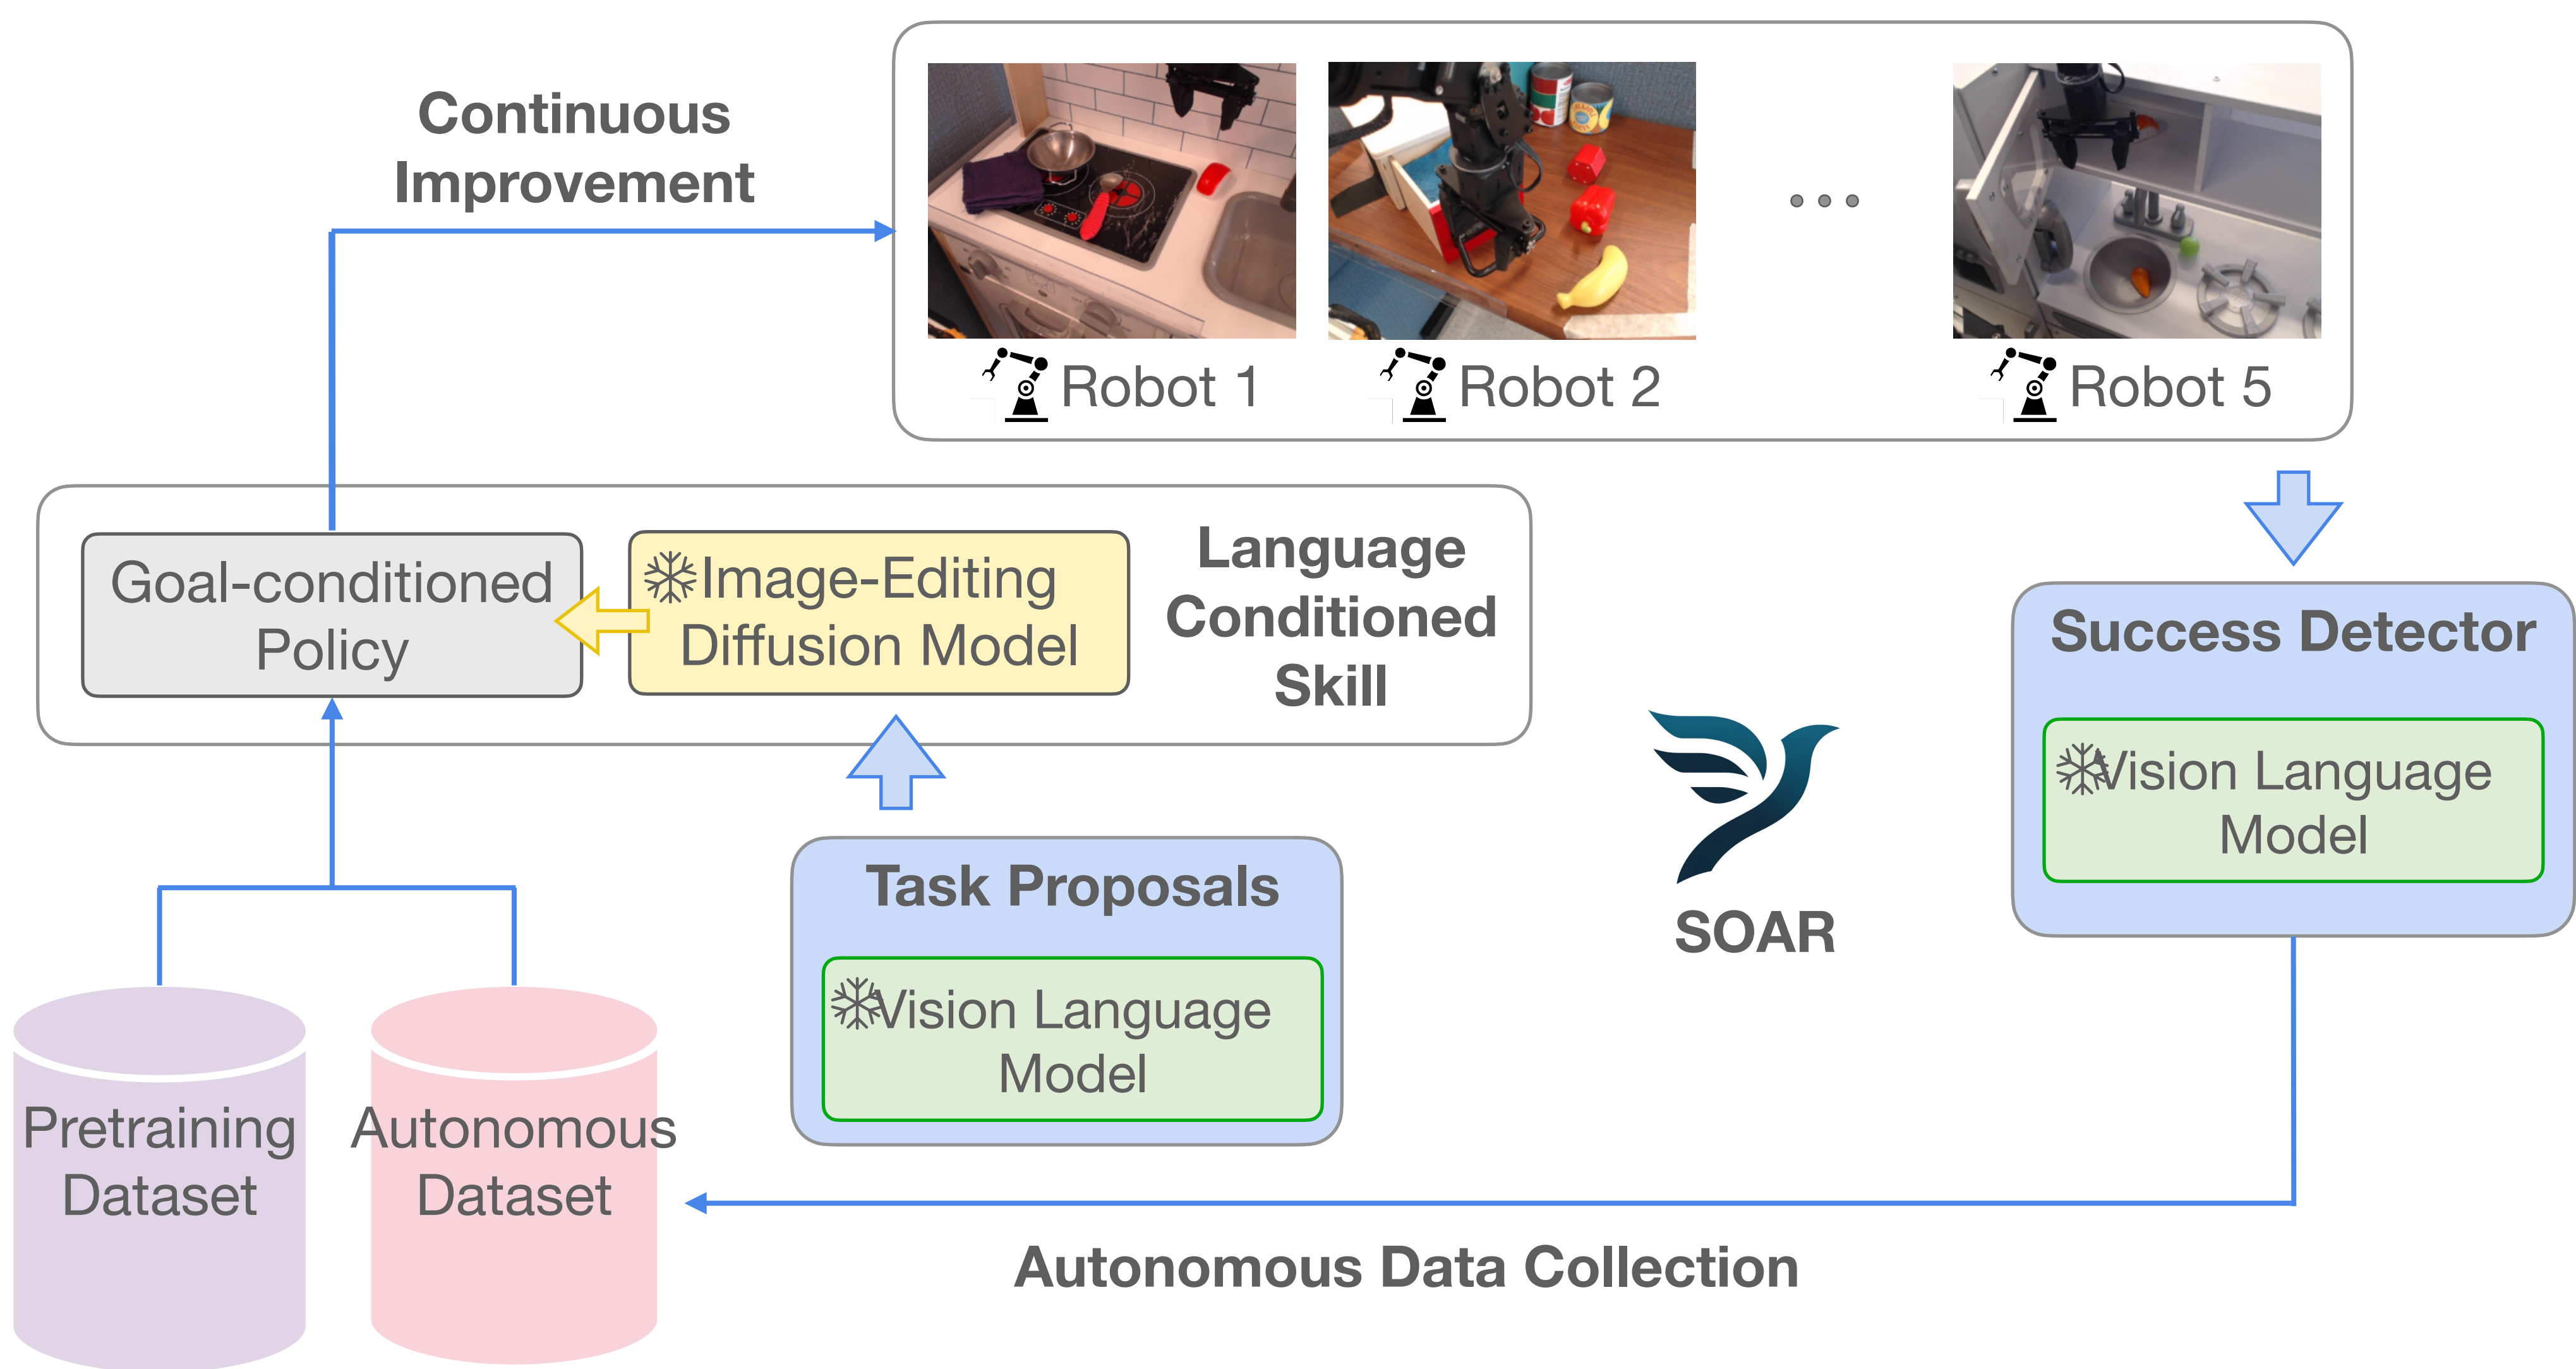 Continuous
Improvement
Robot 1
Robot 2
Robot 5
Goal-conditioned
Policy
Image-Editing
Diffusion Model
Language
Conditioned
Skill
Success Detector
Vision Language
Model
Task Proposals
Vision Language
Model
SOAR
Pretraining
Dataset
Autonomous
Dataset
Autonomous Data Collection